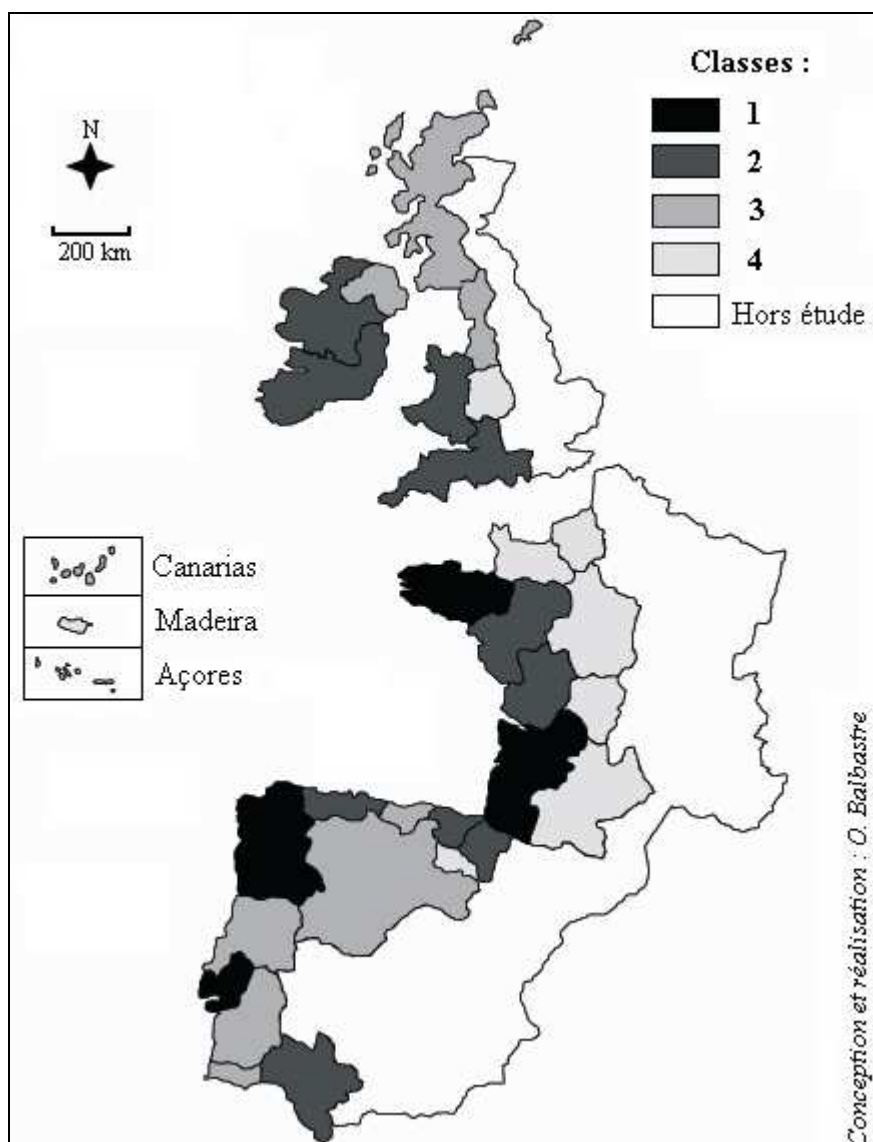 Classes :
1
2
3
4
Hors étude
N
200 km
Canarias
Madeira
Açores
Conception et réalisation : O. Balbastre